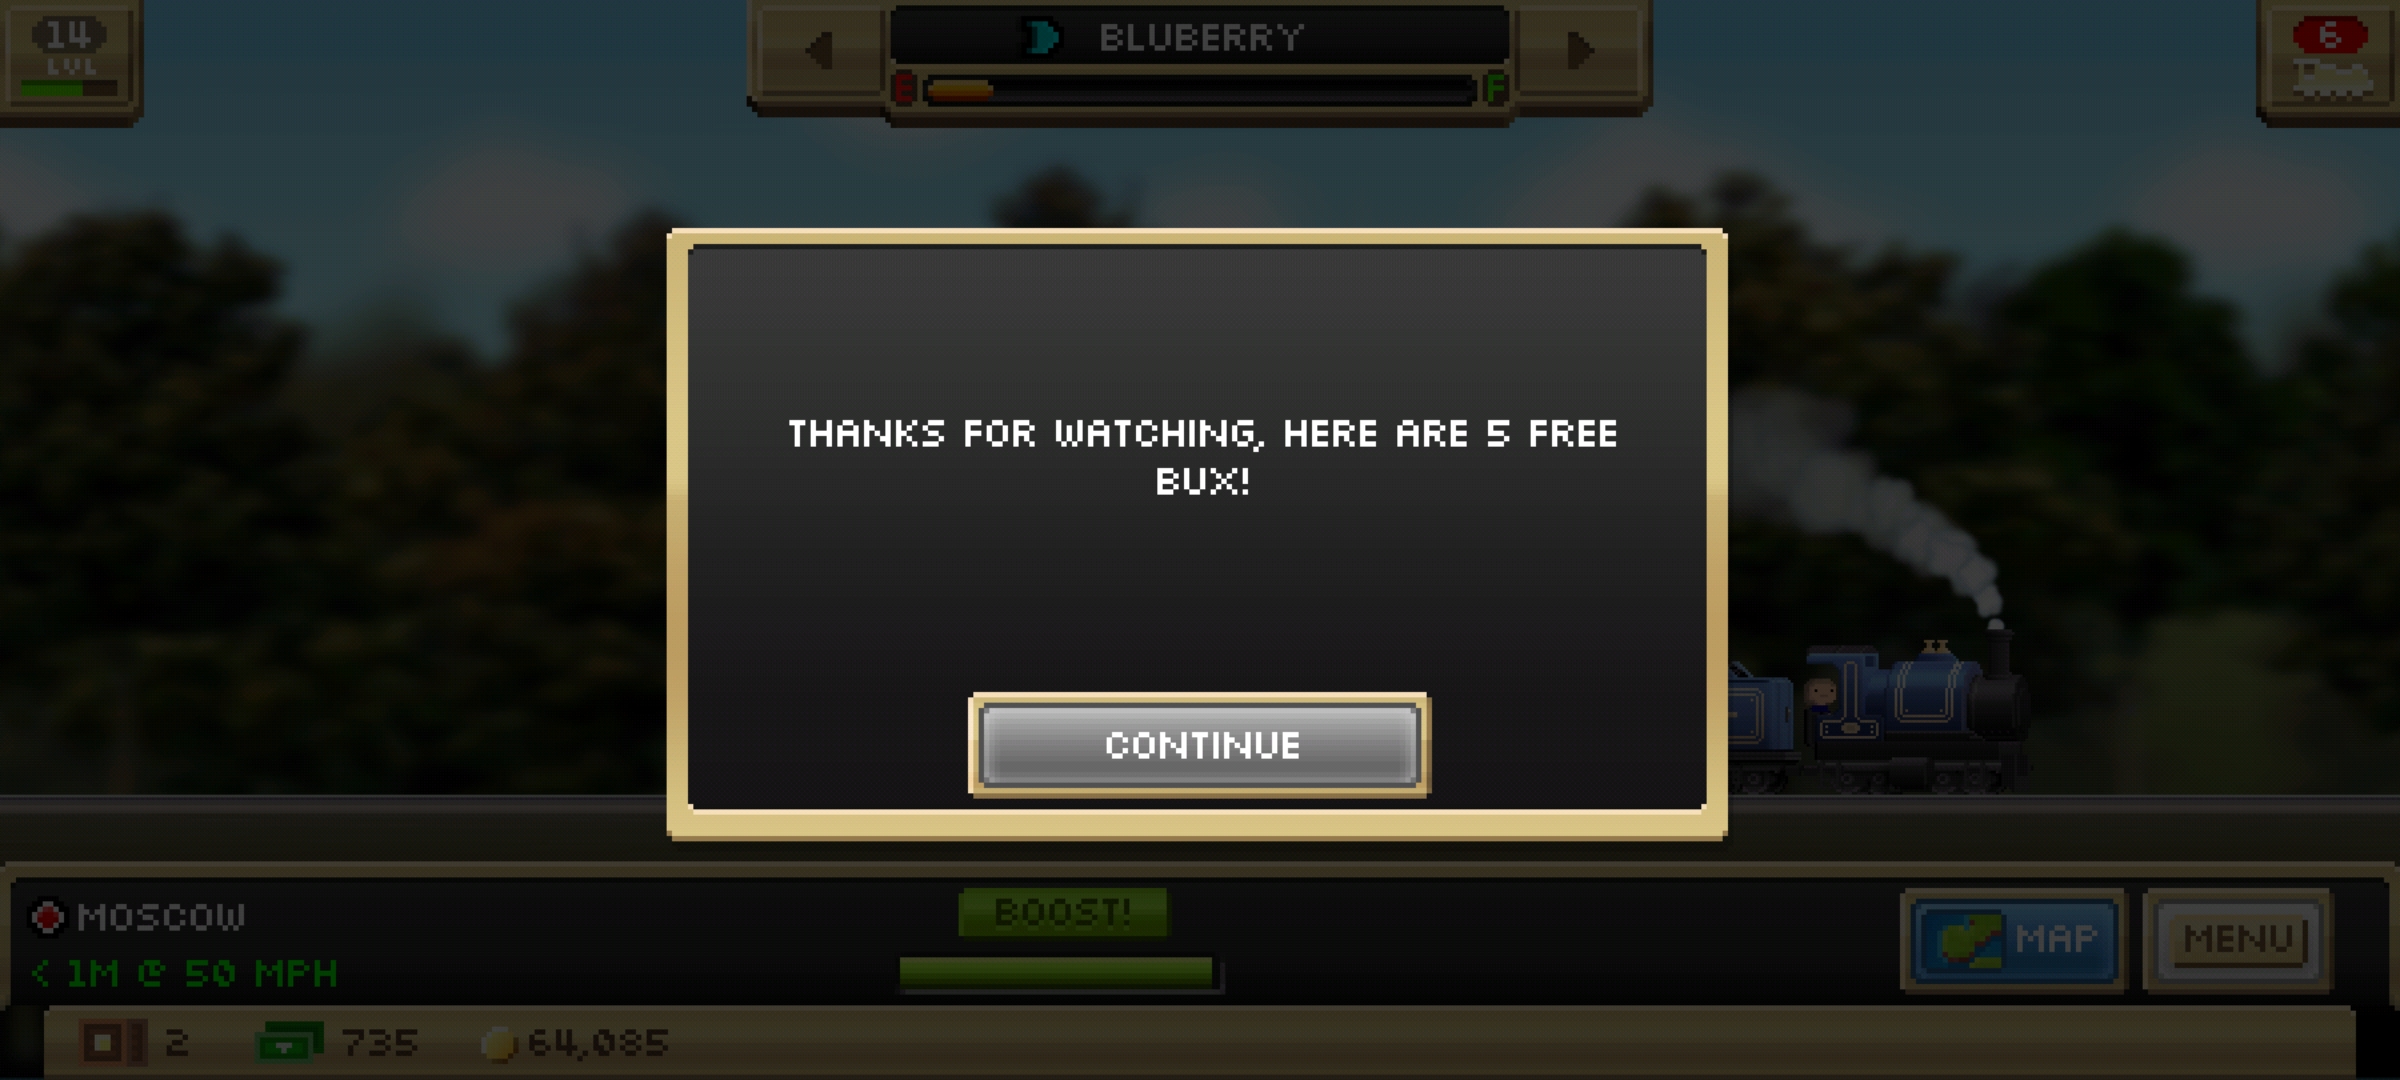 14
LVL
BLUBERRY
E
F
6
THANKS FOR WATCHING, HERE ARE 5 FREE
BUX!
CONTINUE
MOSCOW
< 1M @ 50 MPH
BOOST!
MAP
MENU
2
735
64,085